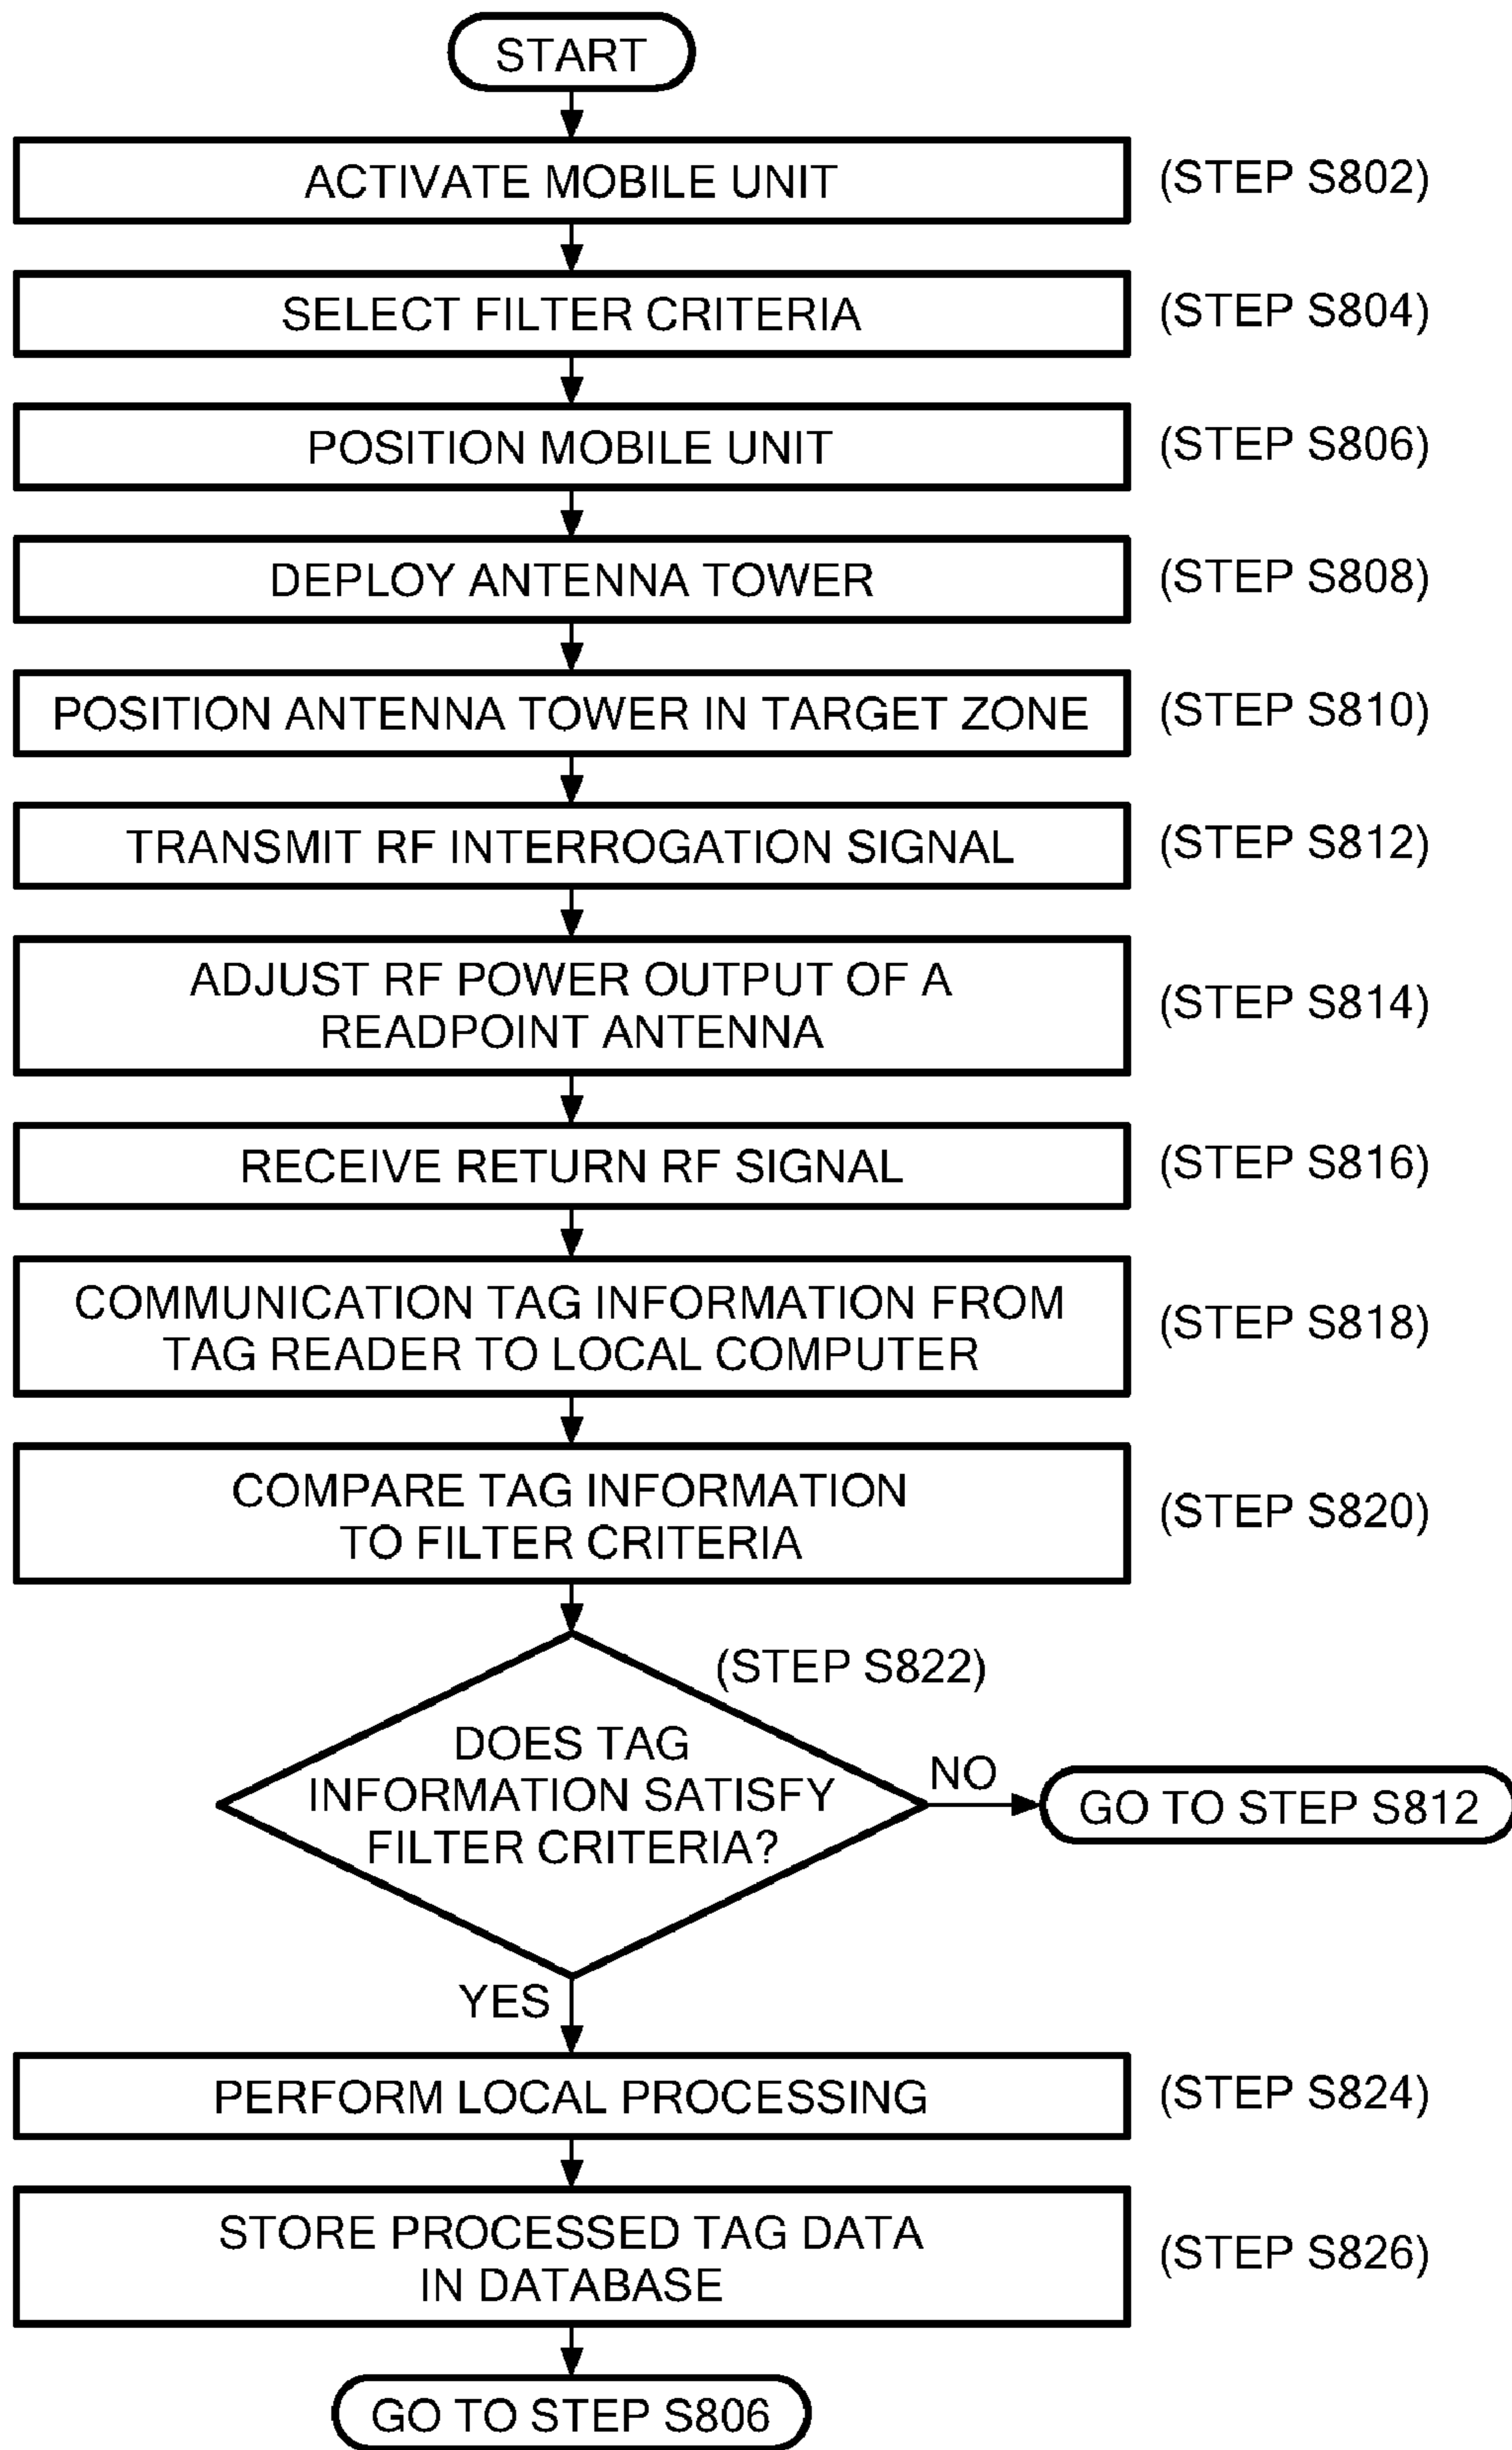 START
ACTIVATE MOBILE UNIT
(STEP S802)
SELECT FILTER CRITERIA
(STEP S804)
POSITION MOBILE UNIT
(STEP S806)
DEPLOY ANTENNA TOWER
(STEP S808)
POSITION ANTENNA TOWER IN TARGET ZONE
(STEP S810)
TRANSMIT RF INTERROGATION SIGNAL
(STEP S812)
ADJUST RF POWER OUTPUT OF A
READPOINT ANTENNA
(STEP S814)
RECEIVE RETURN RF SIGNAL
(STEP S816)
COMMUNICATION TAG INFORMATION FROM
TAG READER TO LOCAL COMPUTER
(STEP S818)
COMPARE TAG INFORMATION
TO FILTER CRITERIA
(STEP S820)
(STEP S822)
DOES TAG
INFORMATION SATISFY
FILTER CRITERIA?
NO
GO TO STEP S812
YES
PERFORM LOCAL PROCESSING
(STEP S824)
STORE PROCESSED TAG DATA
IN DATABASE
(STEP S826)
GO TO STEP S806